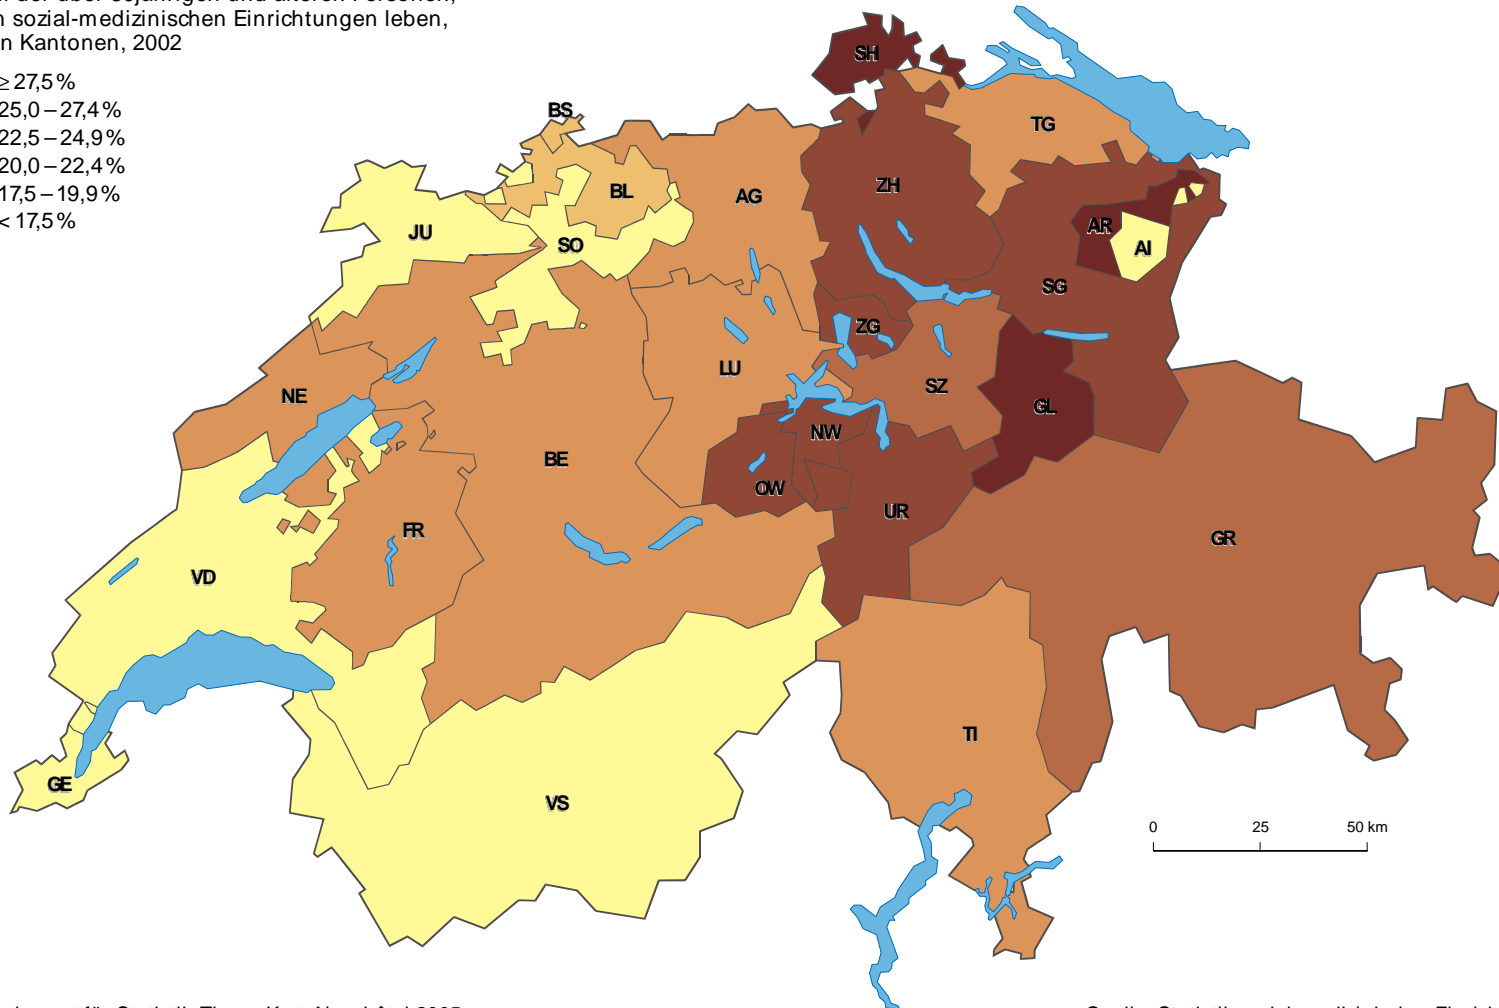 sozial-medizinischen Einrichtungen leben,
n Kantonen, 2002
≥ 27,5 %
25,0 – 27,4 %
22,5 – 24,9 %
20,0 – 22,4 %
17,5 – 19,9 %
< 17,5 %
SH
BS
TG
ZH
BL
AG
JU
SO
AR
AI
SG
ZG
LU
SZ
NE
GL
NW
BE
OW
UR
FR
GR
VD
TI
GE
VS
0 25 50 km